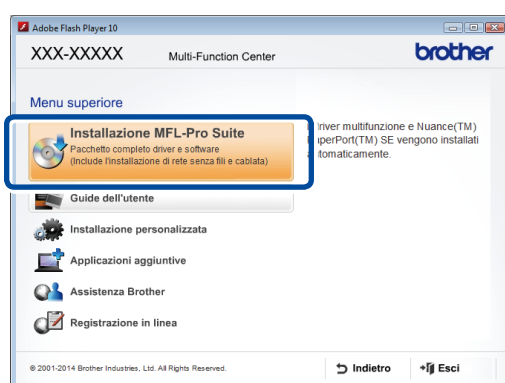 Adobe Flash Player 10
XXX-XXXXX
Multi-Function Center
brother
Menu superiore
Installazione MFL-Pro Suite
Pacchetto completo driver e software
(Include l'installazione di rete senza fili e cablata)
river multifunzione e Nuance(TM)
perPort(TM) SE vengono installati
tomaticamente.
Guide dell'utente
Installazione personalizzata
Applicazioni aggiuntive
Assistenza Brother
Registrazione in linea
© 2001-2014 Brother Industries, Ltd. All Rights Reserved.
Indietro
Esci